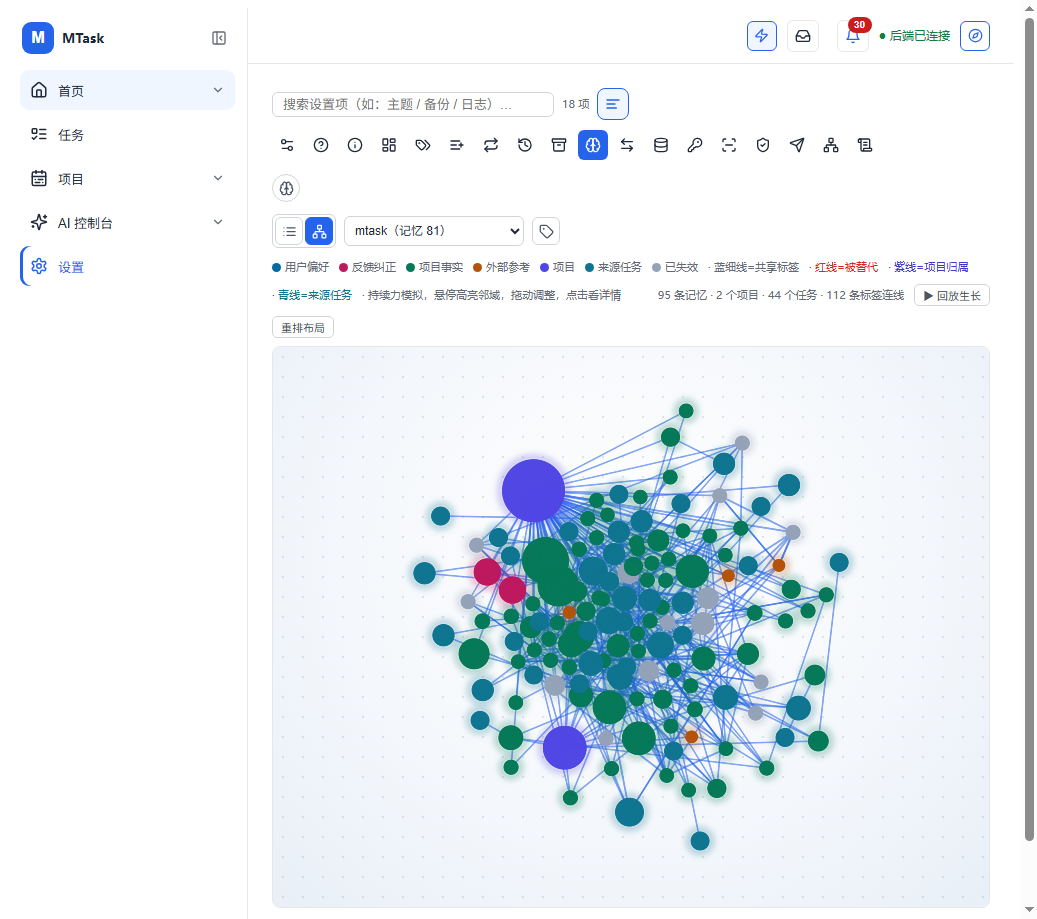 M MTask
首页
任务
项目
AI 控制台
设置
30
后端已连接
搜索设置项（如：主题 / 备份 / 日志）…
18 项
mtask（记忆 81）
用户偏好 反馈纠正 项目事实 外部参考 项目 来源任务 已失效 · 蓝细线=共享标签 · 红线=被替代 · 紫线=项目归属
· 青线=来源任务 · 持续力模拟，悬停高亮邻域，拖动调整，点击看详情 95 条记忆 · 2 个项目 · 44 个任务 · 112 条标签连线 ▶ 回放生长
重排布局